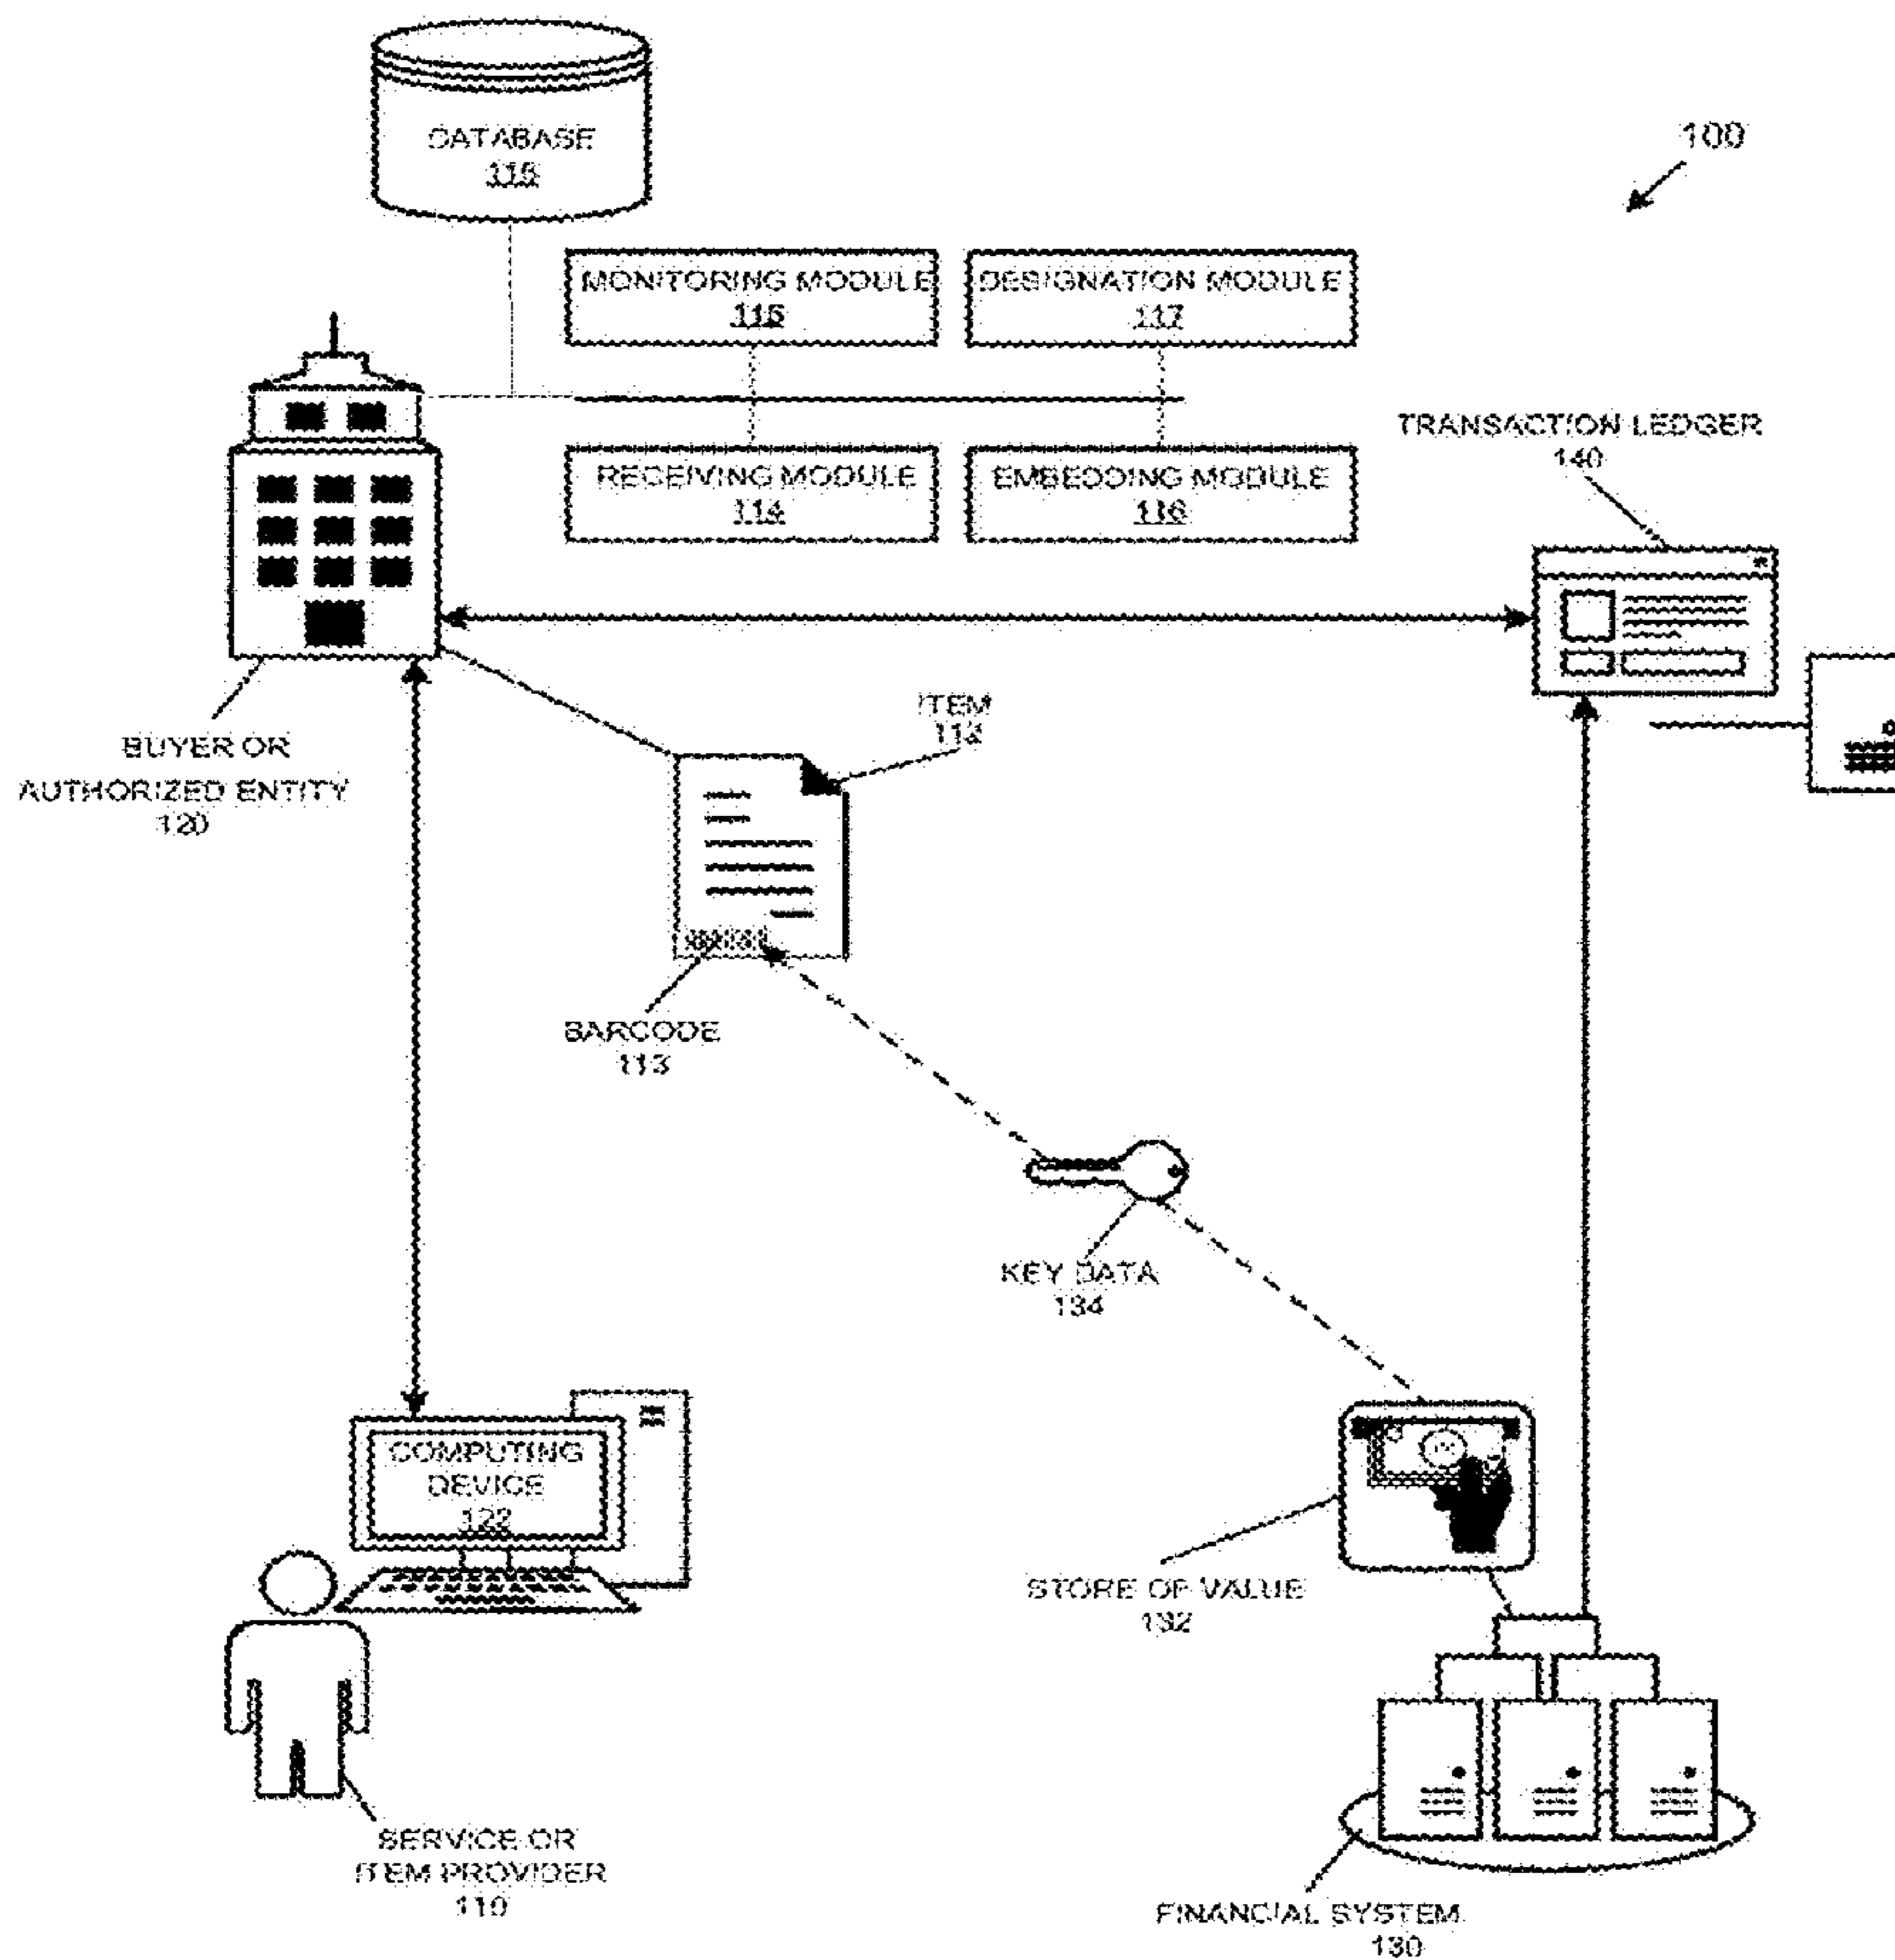 100
DATABASE
MONITORING MODULE
115
DESIGNATION MODULE
117
RECEIVING MODULE
114
EMBEDDING MODULE
116
TRANSACTION LEDGER
140
ITEM
112
BUYER OR
AUTHORIZED ENTITY
120
BARCODE
113
KEY DATA
134
COMPUTING
DEVICE
122
STORE OF VALUE
132
SERVICE OR
ITEM PROVIDER
110
FINANCIAL SYSTEM
130